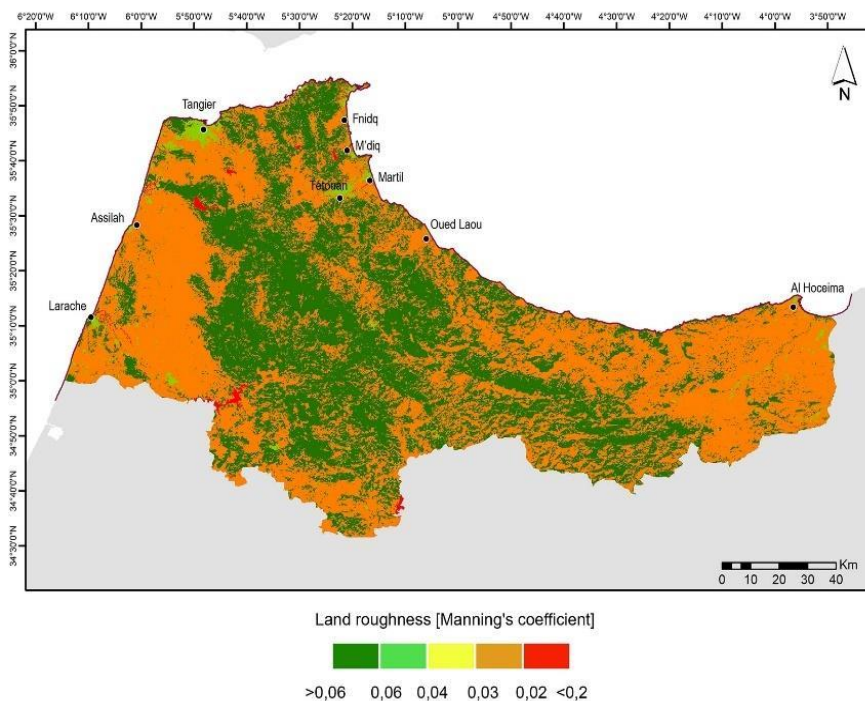 6°20'0"W 6°10'0"W 6°0'0"W 5°50'0"W 5°40'0"W 5°30'0"W 5°20'0"W 5°10'0"W 5°0'0"W 4°50'0"W 4°40'0"W 4°30'0"W 4°20'0"W 4°10'0"W 4°0'0"W 3°50'0"W
36°0'0"N
35°50'0"N
35°40'0"N
35°30'0"N
35°20'0"N
35°10'0"N
35°0'0"N
34°50'0"N
34°40'0"N
34°30'0"N
N
Tangier
Fnidq
M'diq
Martil
Tetouan
Assilah
Oued Laou
Al Hoceima
Larache
Km
0 10 20 30 40
Land roughness [Manning's coefficient]
>0,06 0,06 0,04 0,03 0,02 <0,2